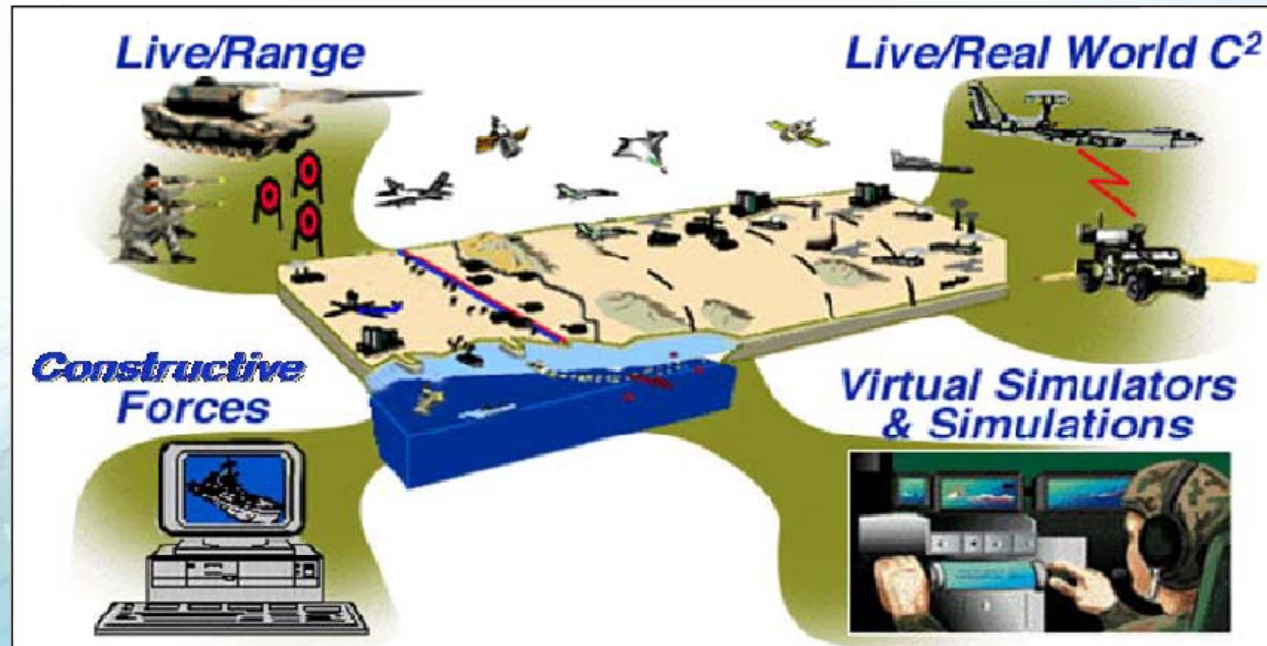 Live/Range
Live/Real World C²
Constructive
Forces
Virtual Simulators
& Simulations